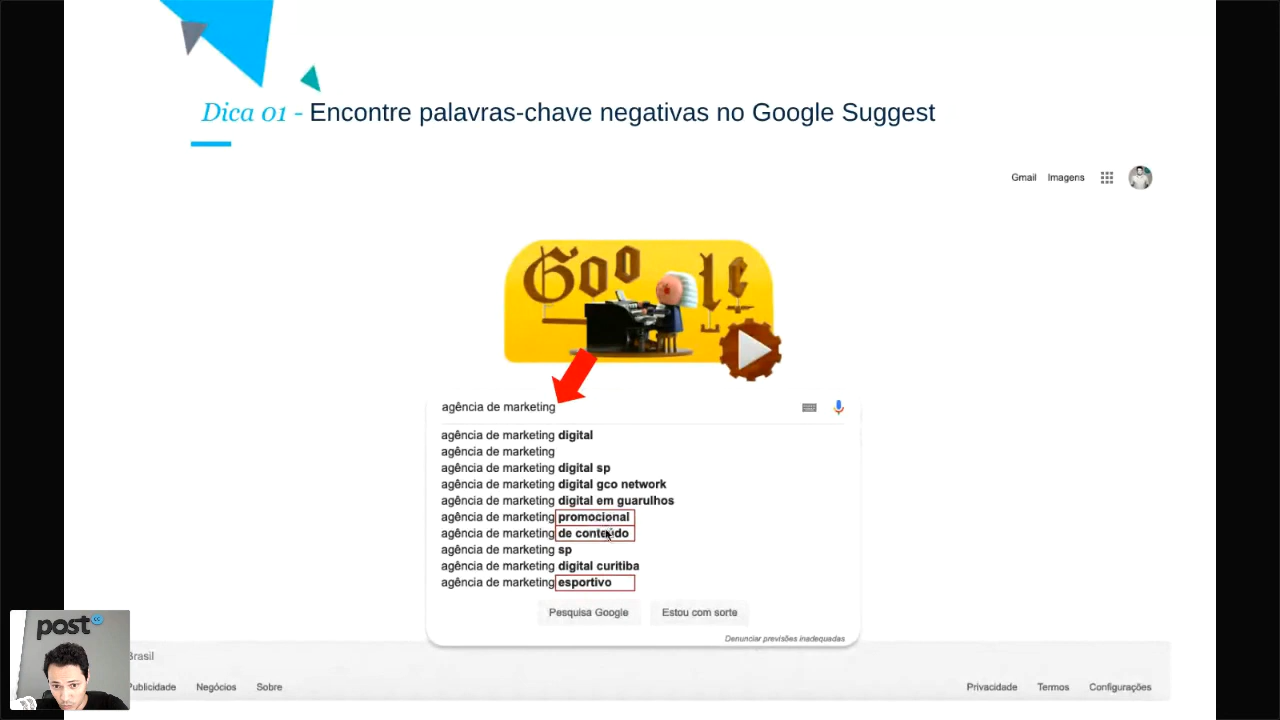 Dica 01 - Encontre palavras-chave negativas no Google Suggest
Gmail Imagens
Google
agência de marketing
agência de marketing digital
agência de marketing
agência de marketing digital sp
agência de marketing digital gco network
agência de marketing digital em guarulhos
agência de marketing promocional
agência de marketing de conteúdo
agência de marketing sp
agência de marketing digital curitiba
agência de marketing esportivo
Pesquisa Google Estou com sorte
Denunciar previsões inadequadas
post
Brasil
Publicidade Negócios Sobre
Privacidade Termos Configurações